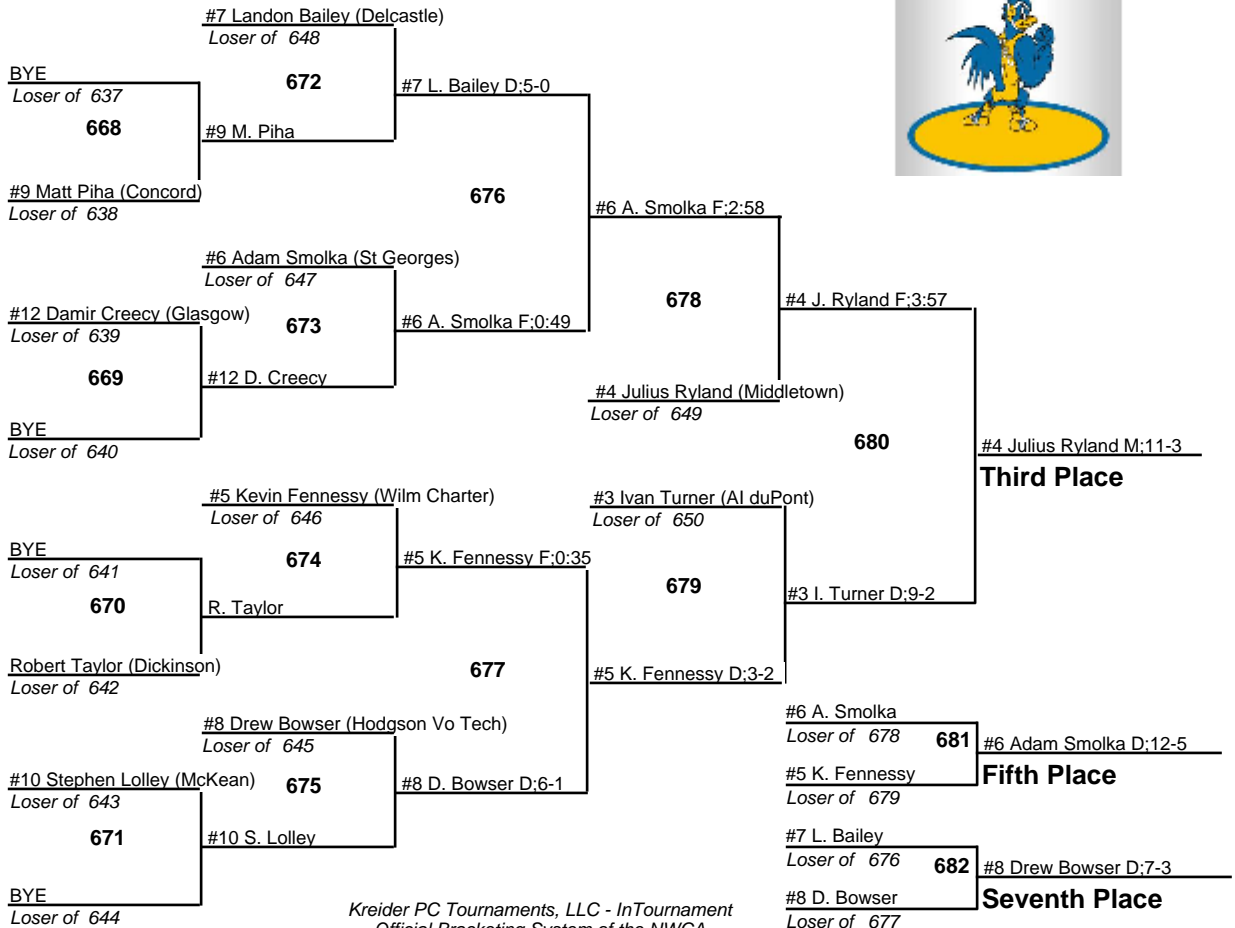 #7 Landon Bailey (Delcastle)
Loser of 648
BYE
Loser of 637
672
#7 L. Bailey D;5-0
668
#9 M. Piha
#9 Matt Piha (Concord)
Loser of 638
676
#6 A. Smolka F;2:58
#6 Adam Smolka (St Georges)
Loser of 647
#12 Damir Creecy (Glasgow)
Loser of 639
673
#6 A. Smolka F;0:49
678
#4 J. Ryland F;3:57
669
#12 D. Creecy
#4 Julius Ryland (Middletown)
Loser of 649
BYE
Loser of 640
680
#4 Julius Ryland M;11-3
Third Place
#5 Kevin Fennessy (Wilm Charter)
Loser of 646
#3 Ivan Turner (AI duPont)
Loser of 650
BYE
Loser of 641
674
#5 K. Fennessy F;0:35
679
#3 I. Turner D;9-2
670
R. Taylor
Robert Taylor (Dickinson)
Loser of 642
677
#5 K. Fennessy D;3-2
#8 Drew Bowser (Hodgson Vo Tech)
Loser of 645
#6 A. Smolka
Loser of 678
681
#6 Adam Smolka D;12-5
Fifth Place
#5 K. Fennessy
Loser of 679
#10 Stephen Lolley (McKean)
Loser of 643
675
#8 D. Bowser D;6-1
671
#10 S. Lolley
#7 L. Bailey
Loser of 676
682
#8 Drew Bowser D;7-3
Seventh Place
#8 D. Bowser
Loser of 677
BYE
Loser of 644
Kreider PC Tournaments, LLC - InTournament
Official Bracketing System of the NWCA